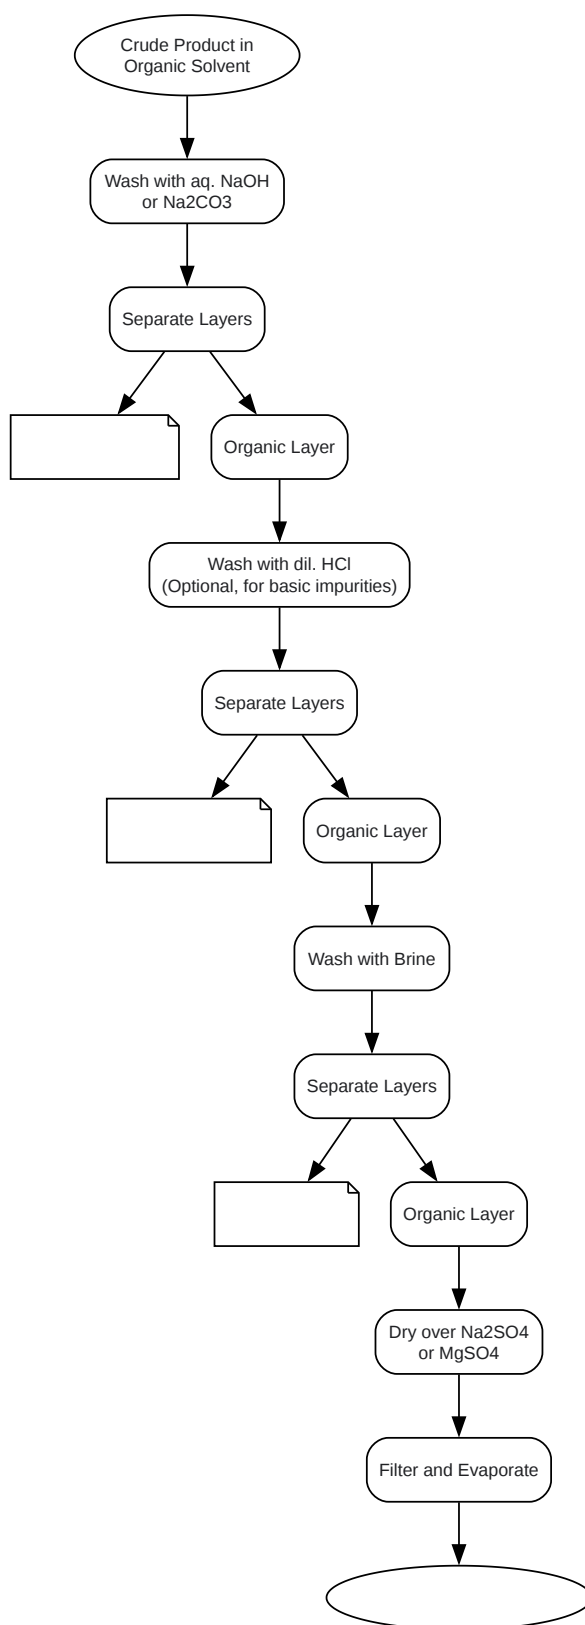 Crude Product in
Organic Solvent
Wash with aq. NaOH
or Na2CO3
Separate Layers
Organic Layer
Wash with dil. HCl
(Optional, for basic impurities)
Separate Layers
Organic Layer
Wash with Brine
Separate Layers
Organic Layer
Dry over Na2SO4
or MgSO4
Filter and Evaporate